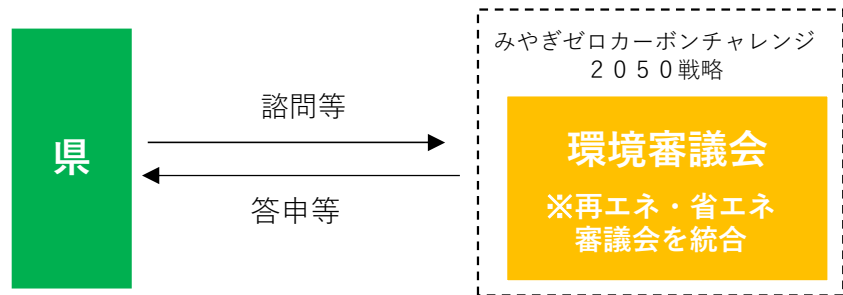 みやぎゼロカーボンチャレンジ
２０５０戦略
諮問等
県
環境審議会
※再エネ・省エネ
審議会を統合
答申等